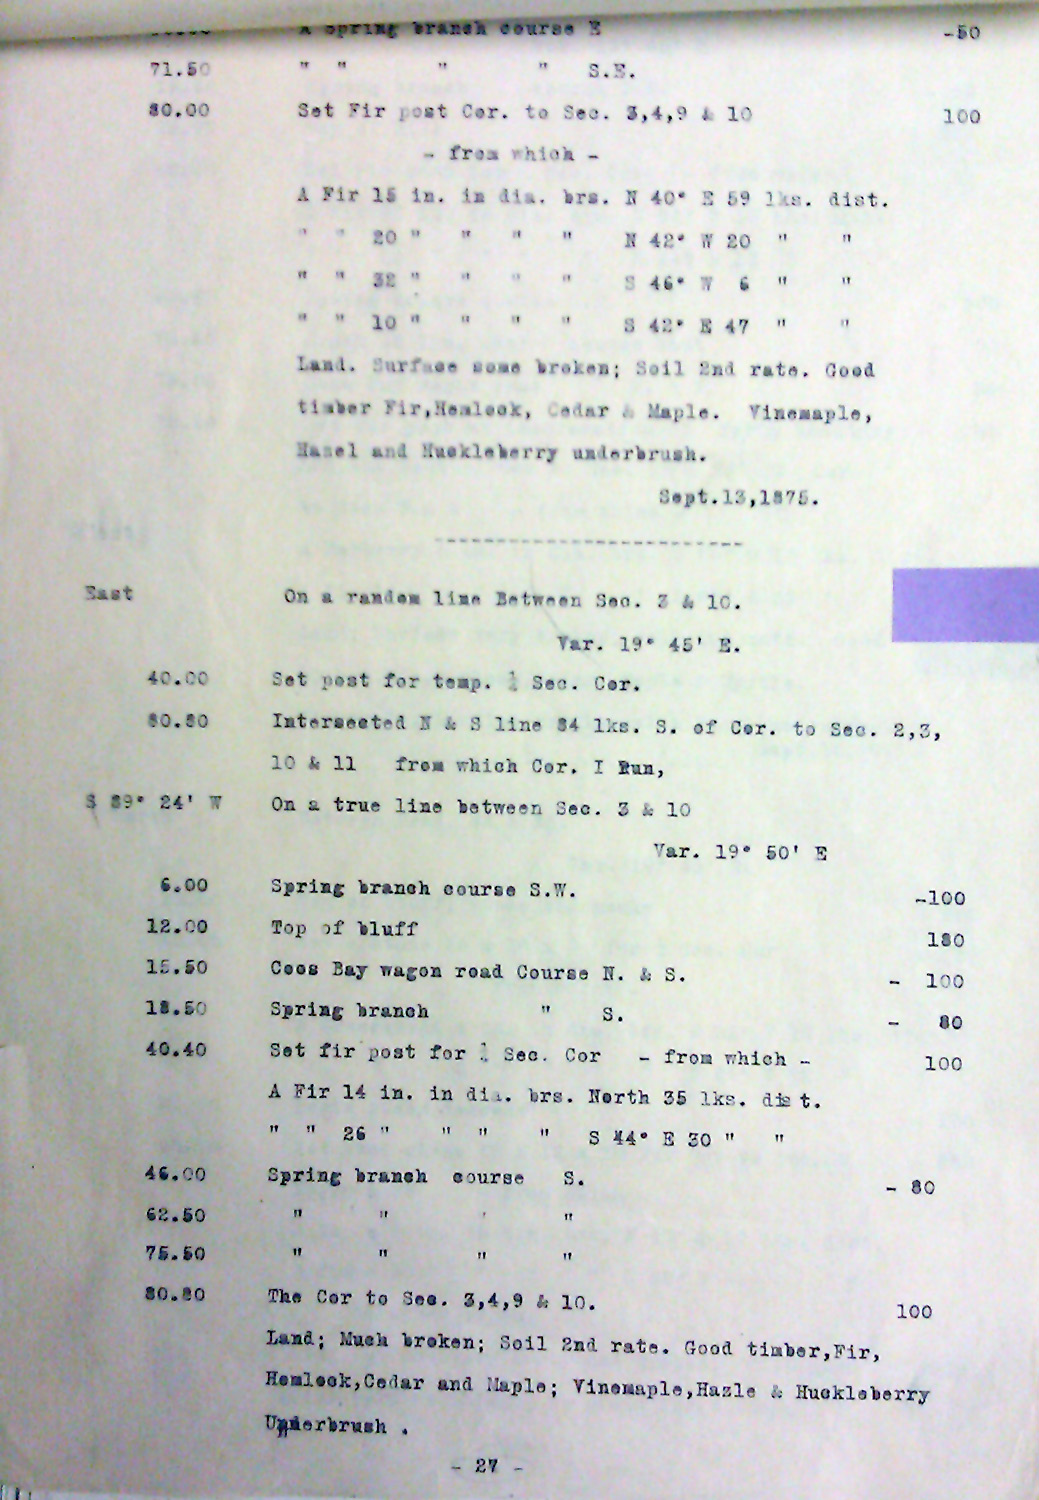 A Spring branch course E -50
71.50 " " " " S.E.
80.00 Set Fir post Cor. to Sec. 3,4,9 & 10 100
- from which -
A Fir 15 in. in dia. brs. N 40° E 59 lks. dist.
" " 20 " " " " N 42° W 20 " "
" " 32 " " " " S 46° W 6 " "
" " 10 " " " " S 42° E 47 " "
Land. Surface some broken; Soil 2nd rate. Good
timber Fir,Hemlock, Cedar & Maple. Vinemaple,
Hazel and Huckleberry underbrush.
Sept.13,1875.
-------------------------
East On a random line Between Sec. 3 & 10.
Var. 19° 45' E.
40.00 Set post for temp. ¼ Sec. Cor.
80.80 Intersected N & S line 84 lks. S. of Cor. to Sec. 2,3,
10 & 11 from which Cor. I Run,
S 89° 24' W On a true line between Sec. 3 & 10
Var. 19° 50' E
6.00 Spring branch course S.W. -100
12.00 Top of bluff 180
15.50 Coos Bay wagon road Course N. & S. - 100
18.50 Spring branch " S. - 80
40.40 Set fir post for ¼ Sec. Cor - from which - 100
A Fir 14 in. in dia. brs. North 35 lks. dist.
" " 26 " " " " S 44° E 30 " "
46.00 Spring branch course S. - 80
62.50 " " ' "
75.50 " " " "
80.80 The Cor to Sec. 3,4,9 & 10. 100
Land; Much broken; Soil 2nd rate. Good timber,Fir,
Hemlock,Cedar and Maple; Vinemaple,Hazle & Huckleberry
Underbrush .
- 27 -